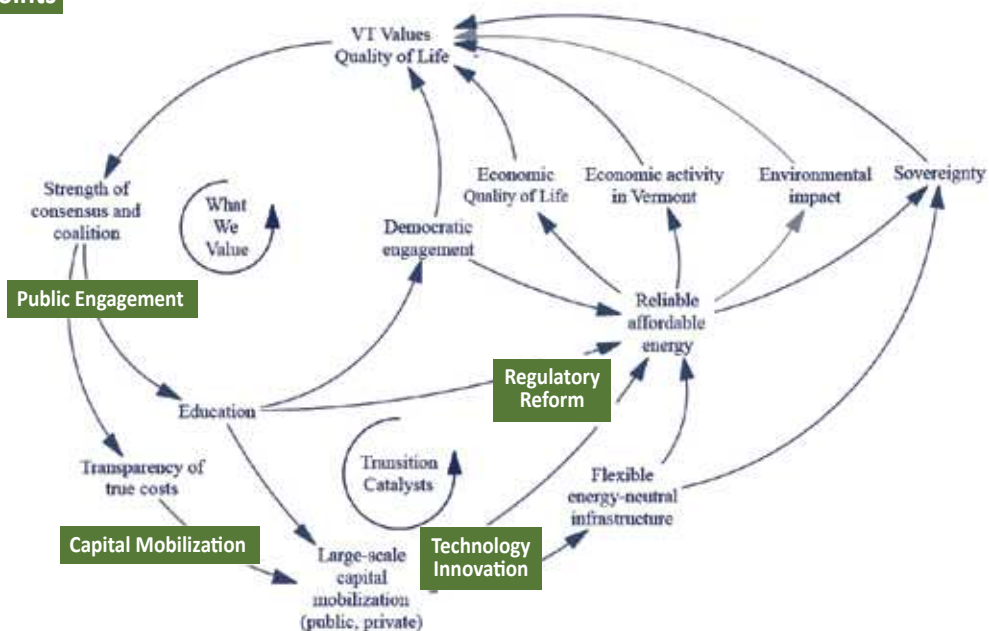 VT Values
Quality of Life
Strength of
consensus and
coalition
What
We
Value
Economic
Quality of Life
Economic activity
in Vermont
Environmental
impact
Sovereignty
Democratic
engagement
Public Engagement
Reliable
affordable
energy
Regulatory
Reform
Education
Transition
Catalysts
Transparency of
true costs
Flexible
energy-neutral
infrastructure
Capital Mobilization
Technology
Innovation
Large-scale
capital
mobilization
(public, private)